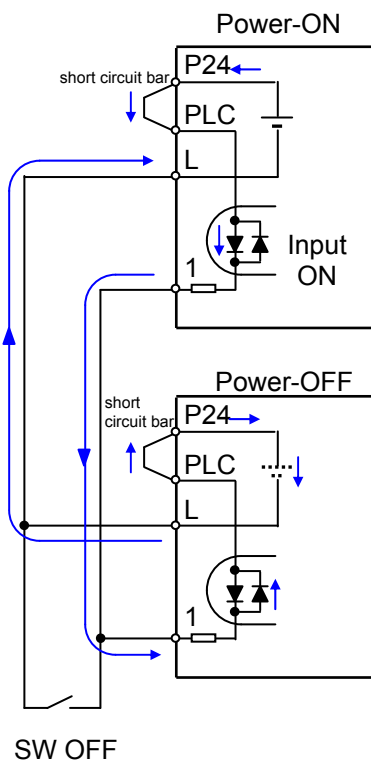 Power-ON
P24
short circuit bar
PLC
L
Input
ON
1
Power-OFF
short
circuit bar
P24
PLC
L
1
SW OFF